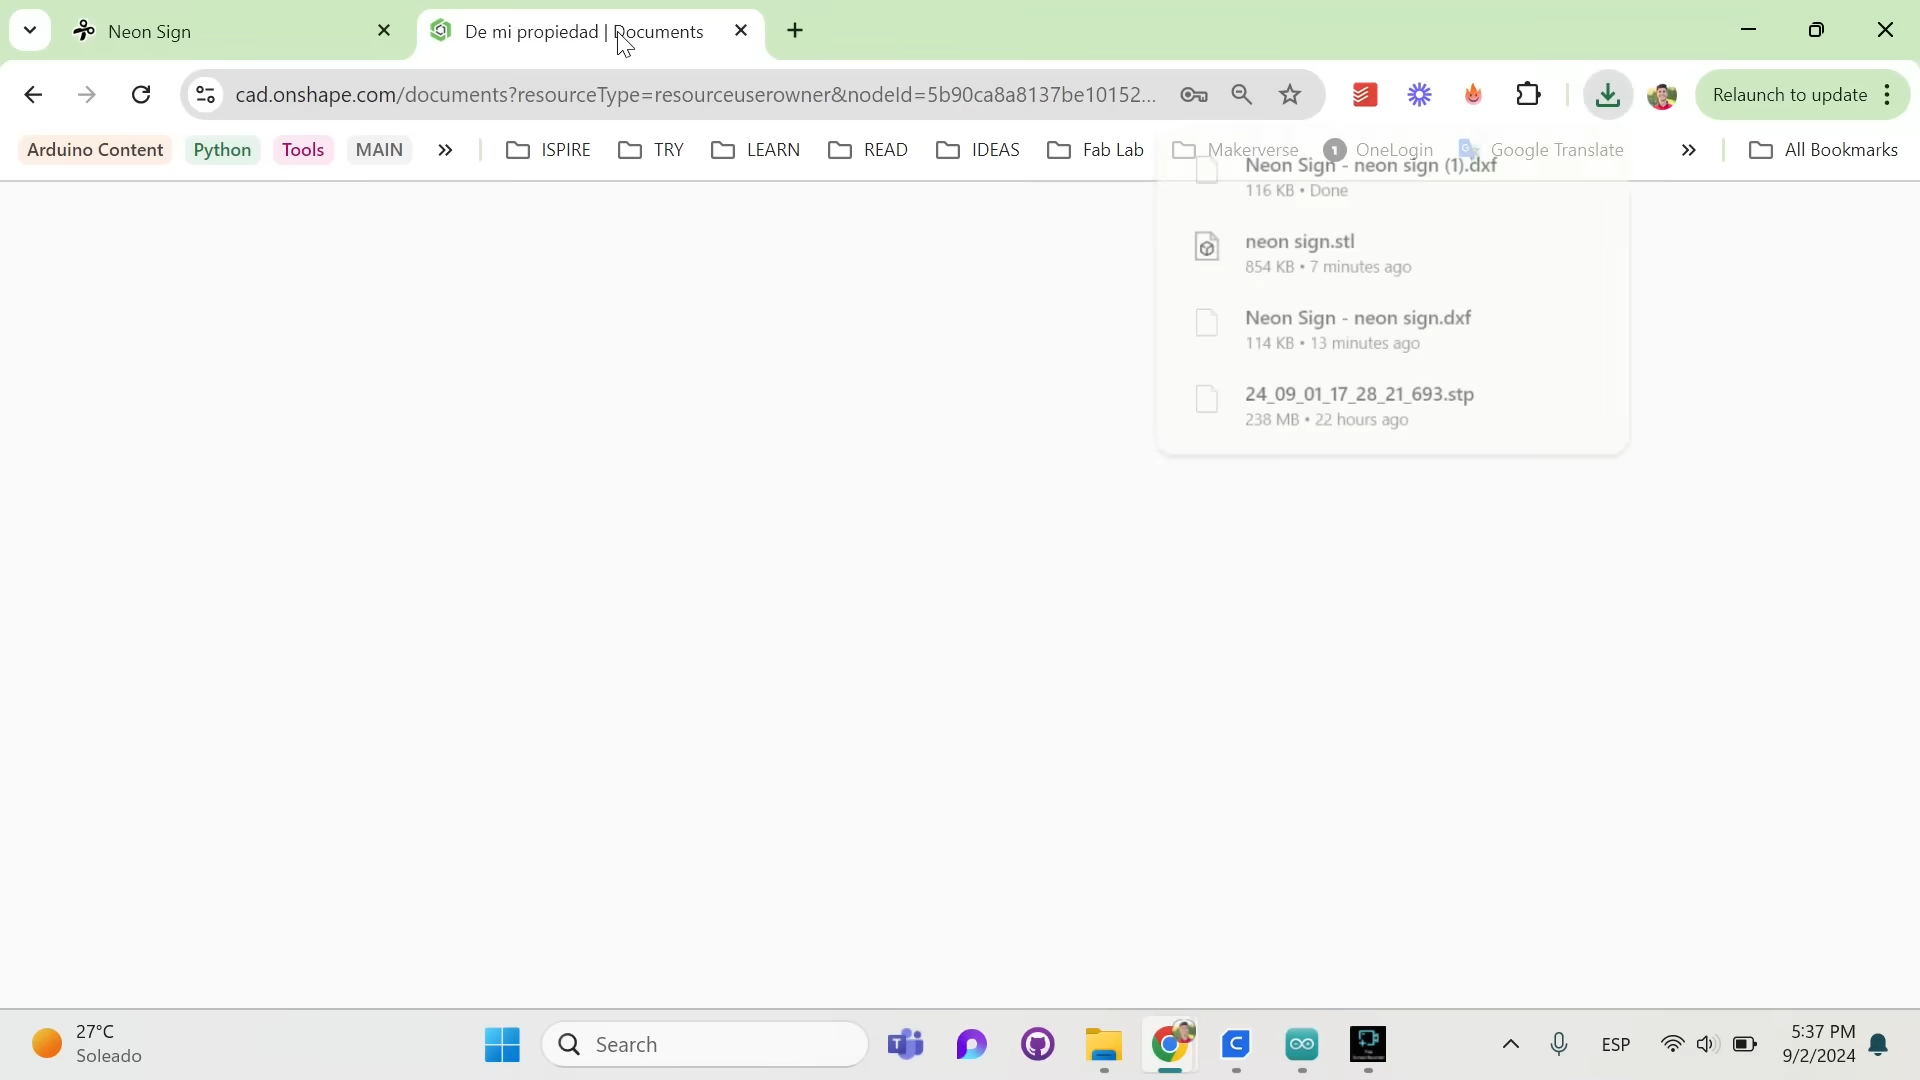 Neon Sign
De mi propiedad | Documents
cad.onshape.com/documents?resourceType=resourceuserowner&nodeId=5b90ca8a8137be10152...
Relaunch to update
Arduino Content
Python
Tools
MAIN
ISPIRE
TRY
LEARN
READ
IDEAS
Fab Lab
Makerverse
1
OneLogin
Google Translate
All Bookmarks
Neon Sign - neon sign (1).dxf
116 KB • Done
neon sign.stl
854 KB • 7 minutes ago
Neon Sign - neon sign.dxf
114 KB • 13 minutes ago
24_09_01_17_28_21_693.stp
238 MB • 22 hours ago
27°C
Soleado
Search
ESP
5:37 PM
9/2/2024